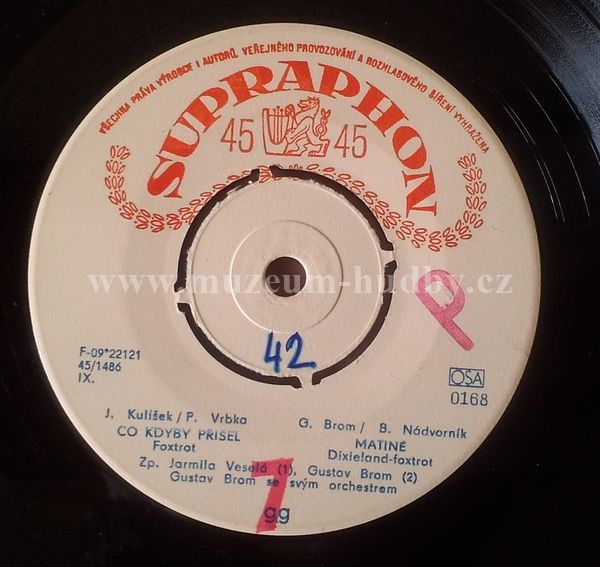 VŠECHNA PRÁVA VÝROBCE I AUTORŮ VEŘEJNÉHO PROVOZOVÁNÍ A ROZHLASOVÉHO ŠÍŘENÍ VYHRAŽENA
SUPRAPHON
45 45
www.muzeum-hudby.cz
P
42
F-09*22121
45/1486
IX.
OSA
0168
J. Kulíšek/P. Vrbka
CO KDYBY PŘIŠEL
Foxtrot
G. Brom/ B. Nádvorník
MATINÉ
Dixieland-foxtrot
Zp. Jarmila Veselá (1), Gustav Brom (2)
Gustav Brom se svým orchestrem
7
gg